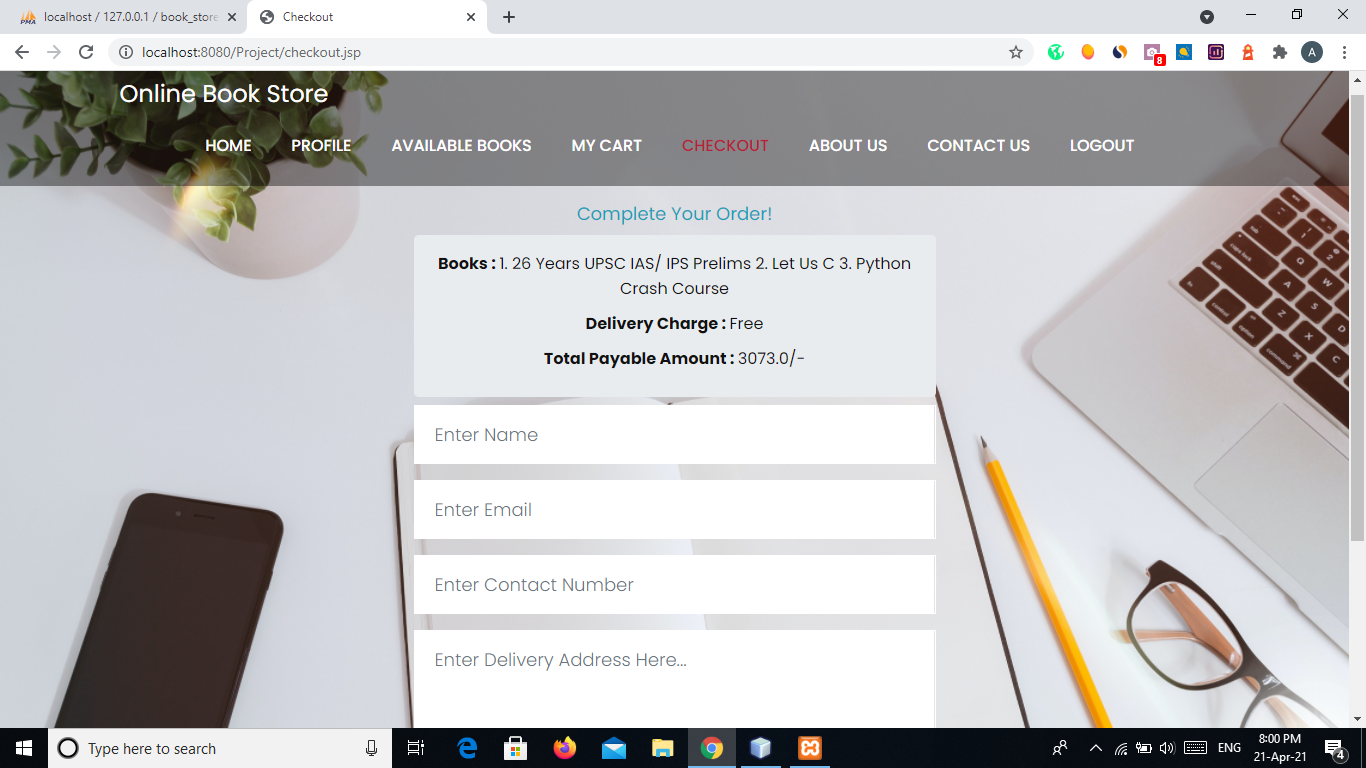 localhost / 127.0.0.1 / book_store
Checkout
localhost:8080/Project/checkout.jsp
8
A
Online Book Store
HOME PROFILE AVAILABLE BOOKS MY CART CHECKOUT ABOUT US CONTACT US LOGOUT
Complete Your Order!
Books : 1. 26 Years UPSC IAS/ IPS Prelims 2. Let Us C 3. Python
Crash Course
Delivery Charge : Free
Total Payable Amount : 3073.0/-
Enter Name
Enter Email
Enter Contact Number
Enter Delivery Address Here...
Type here to search
ENG
8:00 PM
21-Apr-21
4